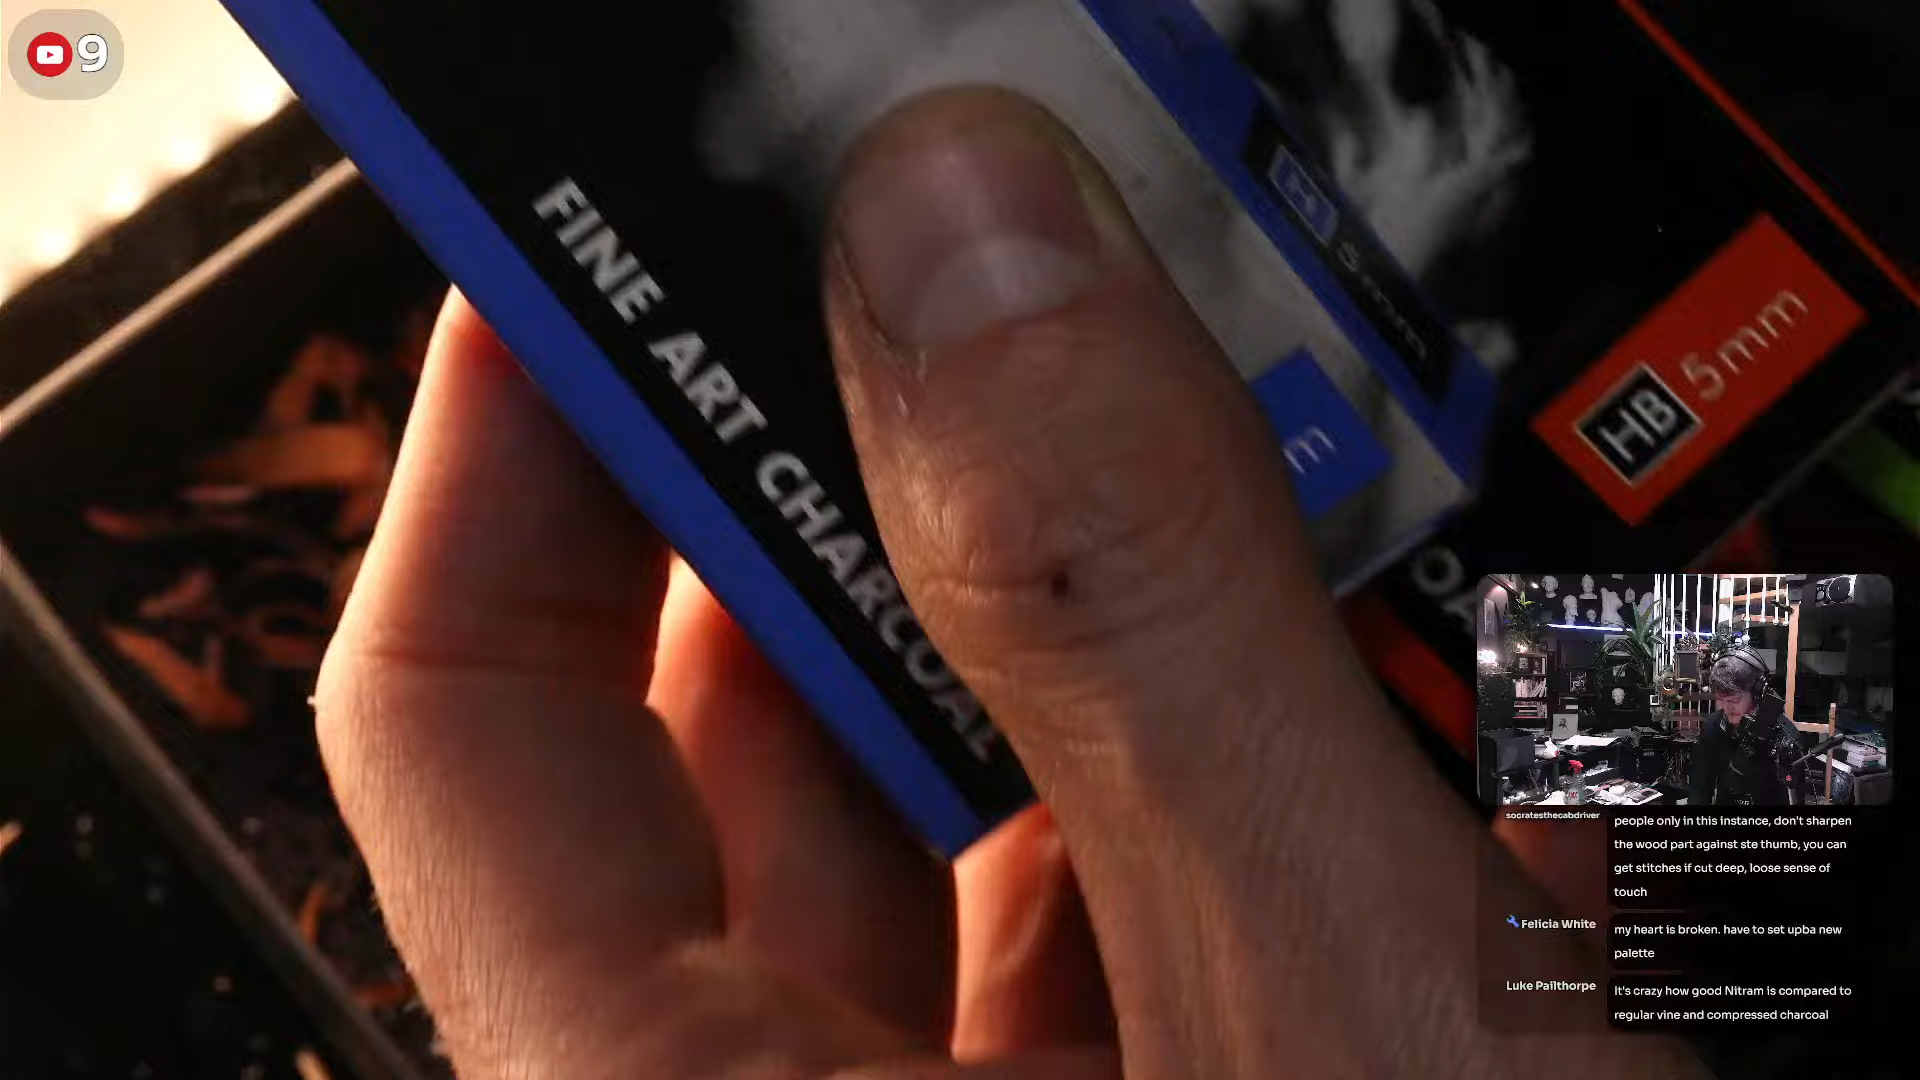 9
FINE ART CHARCOAL
H 5mm
m
HB 5mm
OA
socratesthecabdriver
people only in this instance, don't sharpen
the wood part against ste thumb, you can
get stitches if cut deep, loose sense of
touch
Felicia White
my heart is broken. have to set upba new
palette
Luke Pailthorpe
It's crazy how good Nitram is compared to
regular vine and compressed charcoal